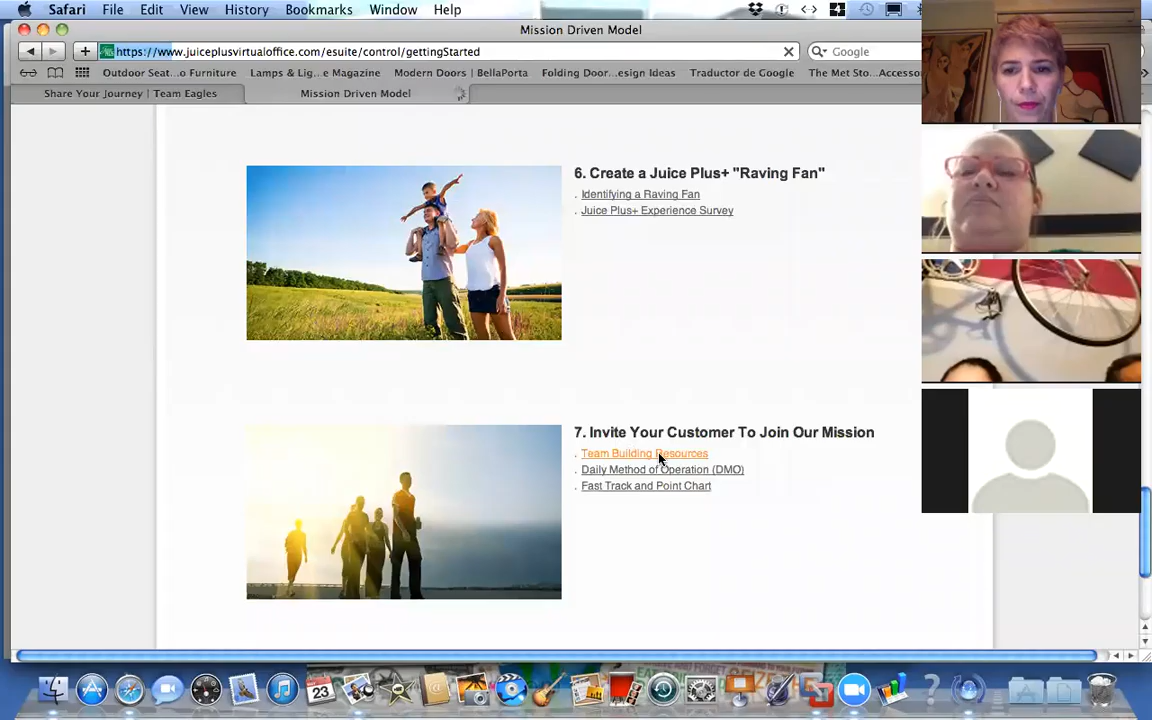 Safari File Edit View History Bookmarks Window Help
Mission Driven Model
https://www.juiceplusvirtualoffice.com/esuite/control/gettingStarted
Google
Outdoor Seat...o Furniture Lamps & Lig...e Magazine Modern Doors | BellaPorta Folding Door...esign Ideas Traductor de Google The Met Sto...Accesso
Share Your Journey | Team Eagles Mission Driven Model
6. Create a Juice Plus+ "Raving Fan"
. Identifying a Raving Fan
. Juice Plus+ Experience Survey
7. Invite Your Customer To Join Our Mission
. Team Building Resources
. Daily Method of Operation (DMO)
. Fast Track and Point Chart
MAY
23